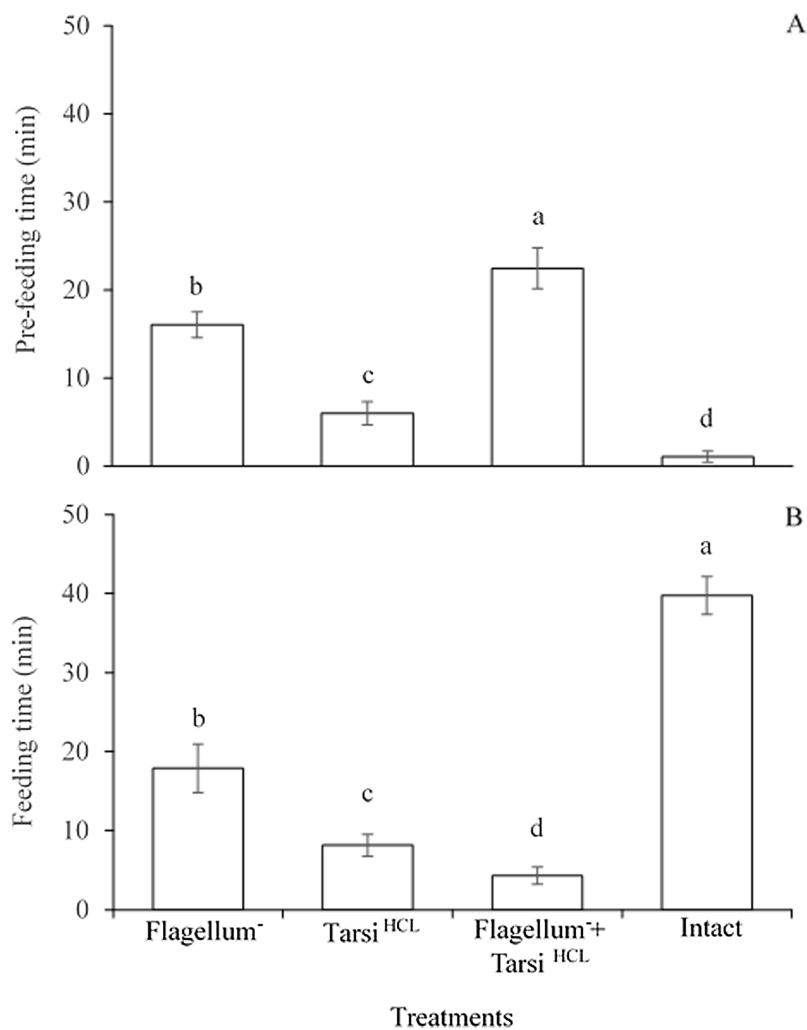 A
Pre-feeding time (min)
50
40
30
20
10
0
b
c
a
d
B
Feeding time (min)
50
40
30
20
10
0
b
c
d
a
Flagellum⁻
Tarsi ᴴᶜᴸ
Flagellum⁻+
Tarsi ᴴᶜᴸ
Intact
Treatments